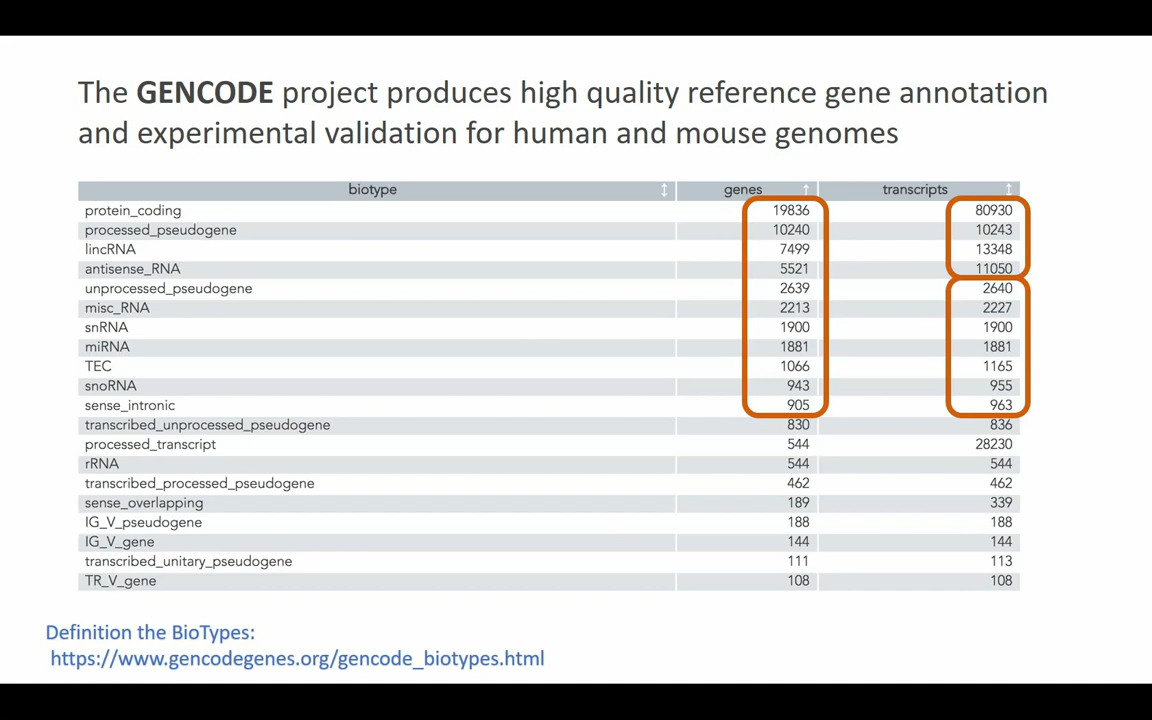 The GENCODE project produces high quality reference gene annotation
and experimental validation for human and mouse genomes
biotype genes transcripts
protein_coding 19836 80930
processed_pseudogene 10240 10243
lincRNA 7499 13348
antisense_RNA 5521 11050
unprocessed_pseudogene 2639 2640
misc_RNA 2213 2227
snRNA 1900 1900
miRNA 1881 1881
TEC 1066 1165
snoRNA 943 955
sense_intronic 905 963
transcribed_unprocessed_pseudogene 830 836
processed_transcript 544 28230
rRNA 544 544
transcribed_processed_pseudogene 462 462
sense_overlapping 189 339
IG_V_pseudogene 188 188
IG_V_gene 144 144
transcribed_unitary_pseudogene 111 113
TR_V_gene 108 108
Definition the BioTypes:
https://www.gencodegenes.org/gencode_biotypes.html